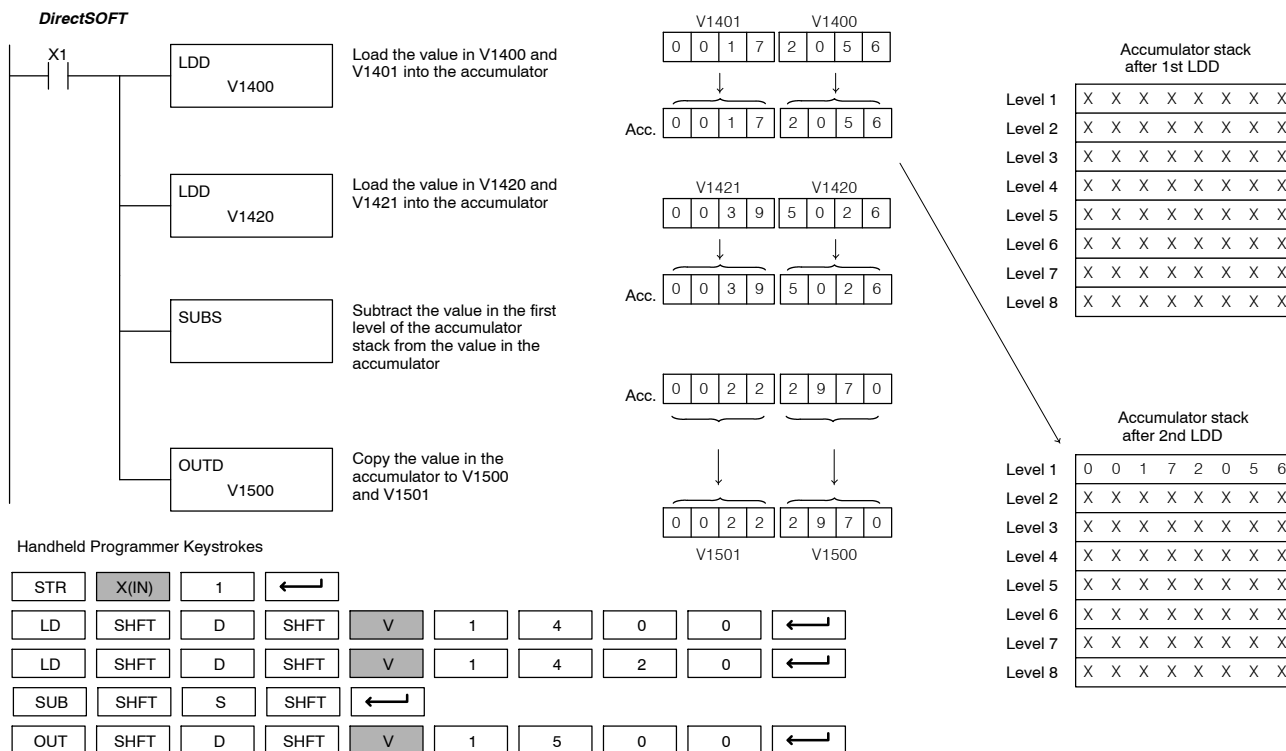 DirectSOFT
X1
LDD
V1400
Load the value in V1400 and
V1401 into the accumulator
LDD
V1420
Load the value in V1420 and
V1421 into the accumulator
SUBS
Subtract the value in the first
level of the accumulator
stack from the value in the
accumulator
OUTD
V1500
Copy the value in the
accumulator to V1500
and V1501
V1401 V1400
0 0 1 7 2 0 5 6
Acc. 0 0 1 7 2 0 5 6
V1421 V1420
0 0 3 9 5 0 2 6
Acc. 0 0 3 9 5 0 2 6
Acc. 0 0 2 2 2 9 7 0
0 0 2 2 2 9 7 0
V1501 V1500
Accumulator stack
after 1st LDD
Level 1 X X X X X X X X
Level 2 X X X X X X X X
Level 3 X X X X X X X X
Level 4 X X X X X X X X
Level 5 X X X X X X X X
Level 6 X X X X X X X X
Level 7 X X X X X X X X
Level 8 X X X X X X X X
Accumulator stack
after 2nd LDD
Level 1 0 0 1 7 2 0 5 6
Level 2 X X X X X X X X
Level 3 X X X X X X X X
Level 4 X X X X X X X X
Level 5 X X X X X X X X
Level 6 X X X X X X X X
Level 7 X X X X X X X X
Level 8 X X X X X X X X
Handheld Programmer Keystrokes
STR X(IN) 1
LD SHFT D SHFT V 1 4 0 0
LD SHFT D SHFT V 1 4 2 0
SUB SHFT S SHFT
OUT SHFT D SHFT V 1 5 0 0